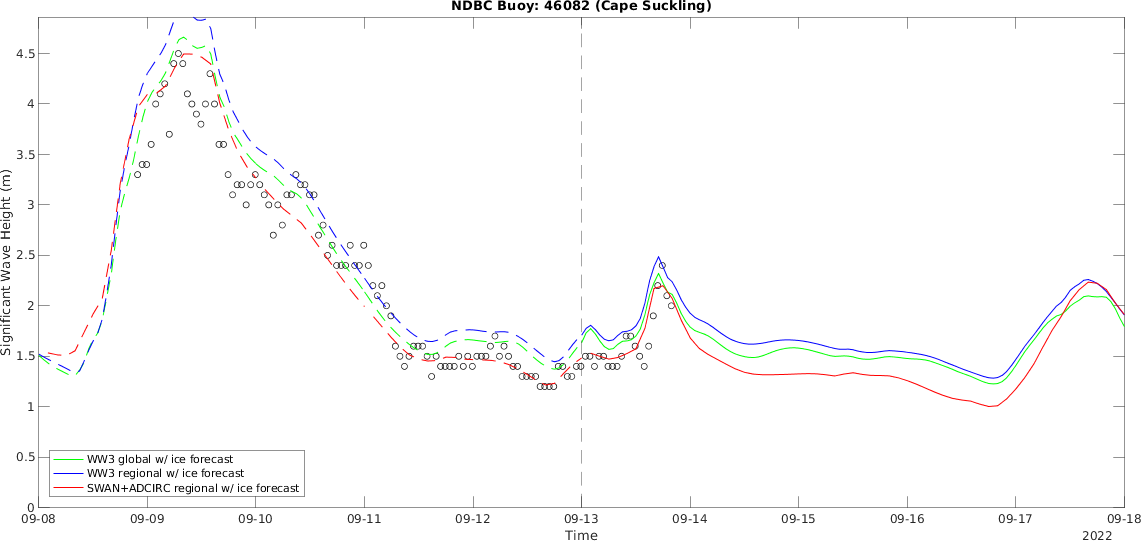 NDBC Buoy: 46082 (Cape Suckling)
Significant Wave Height (m)
4.5
4
3.5
3
2.5
2
1.5
1
0.5
0
WW3 global w/ ice forecast
WW3 regional w/ ice forecast
SWAN+ADCIRC regional w/ ice forecast
09-08 09-09 09-10 09-11 09-12 09-13 09-14 09-15 09-16 09-17 09-18
Time
2022